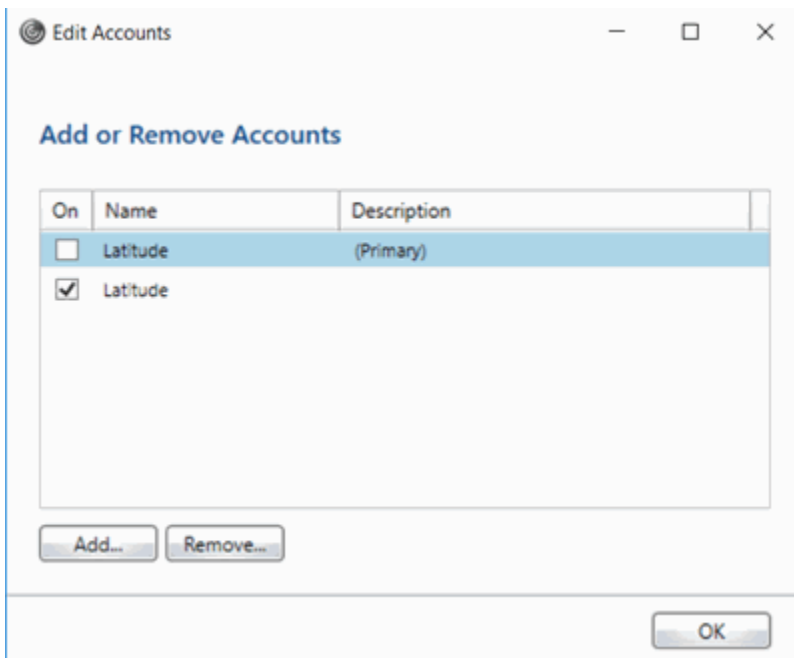 Edit Accounts
Add or Remove Accounts
On Name Description
Latitude (Primary)
Latitude
Add... Remove...
OK